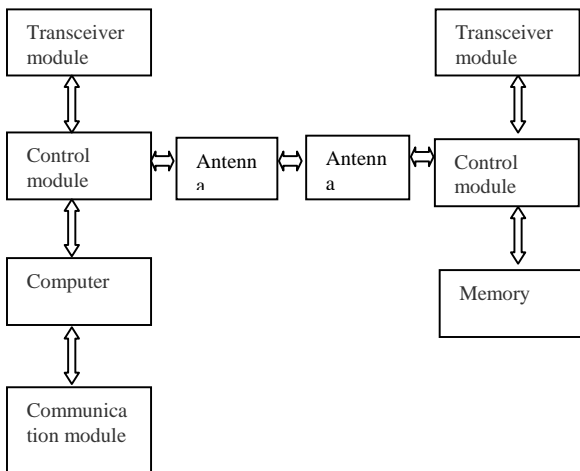 Transceiver
module
Transceiver
module
Control
module
Antenn
a
Antenn
a
Control
module
Computer
Memory
Communica
tion module